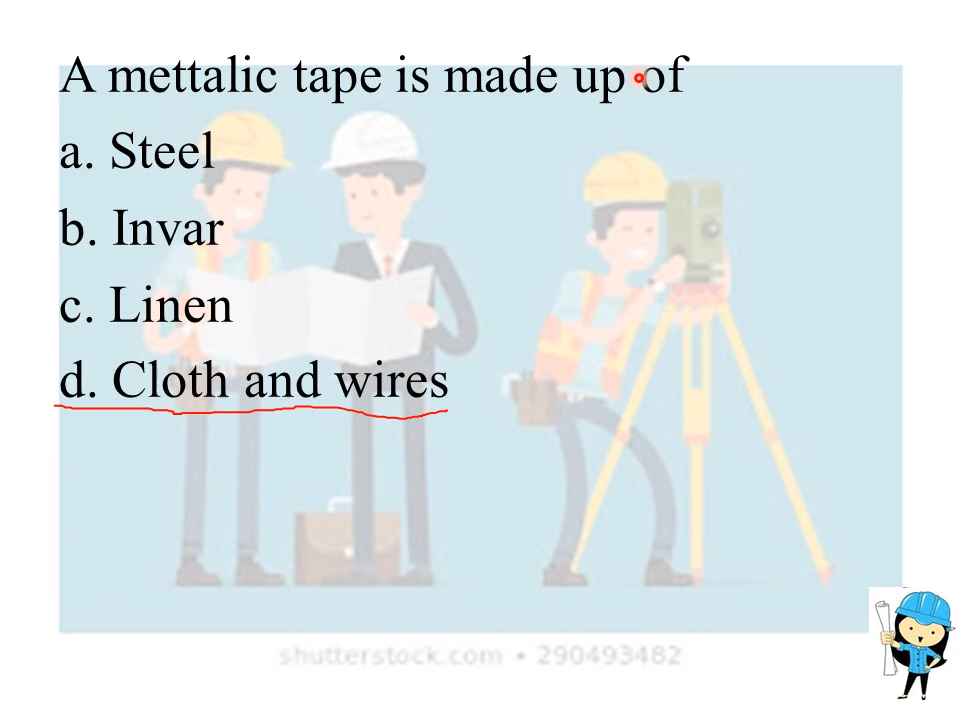 A mettalic tape is made up of
a. Steel
b. Invar
c. Linen
d. Cloth and wires
shutterstock.com • 290493482